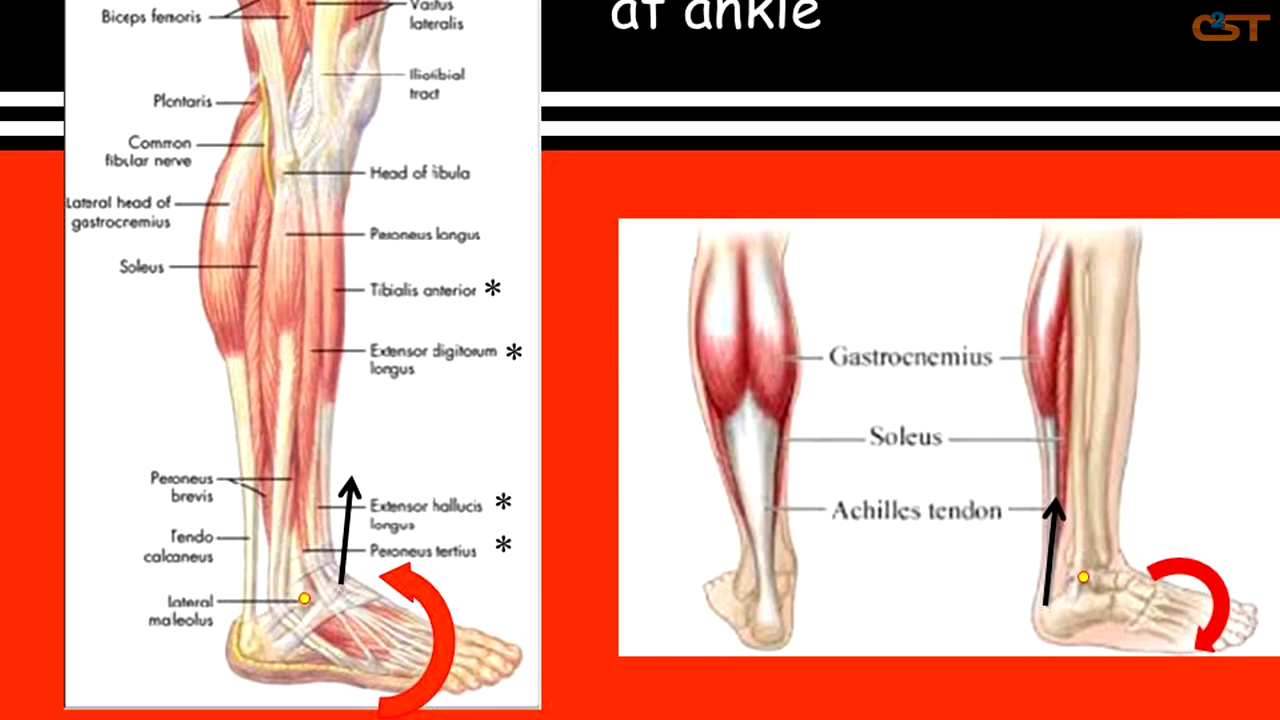 at ankle
C2ST
Biceps femoris
Vastus
lateralis
Iliotibial
tract
Plantaris
Common
fibular nerve
Head of fibula
Lateral head of
gastrocnemius
Peroneus longus
Soleus
Tibialis anterior *
Extensor digitorum *
longus
Peroneus
brevis
Extensor hallucis *
longus
Tendo
calcaneus
Peroneus tertius *
Lateral
maleolus
Gastrocnemius
Soleus
Achilles tendon